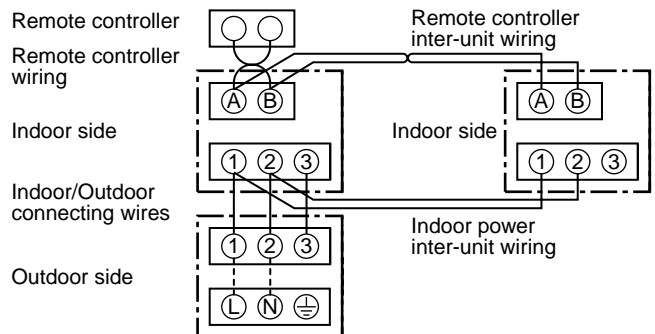 Remote controller
Remote controller
inter-unit wiring
Remote controller
wiring
A B
A B
Indoor side
Indoor side
1 2 3
1 2 3
Indoor/Outdoor
connecting wires
Indoor power
inter-unit wiring
1 2 3
Outdoor side
L N